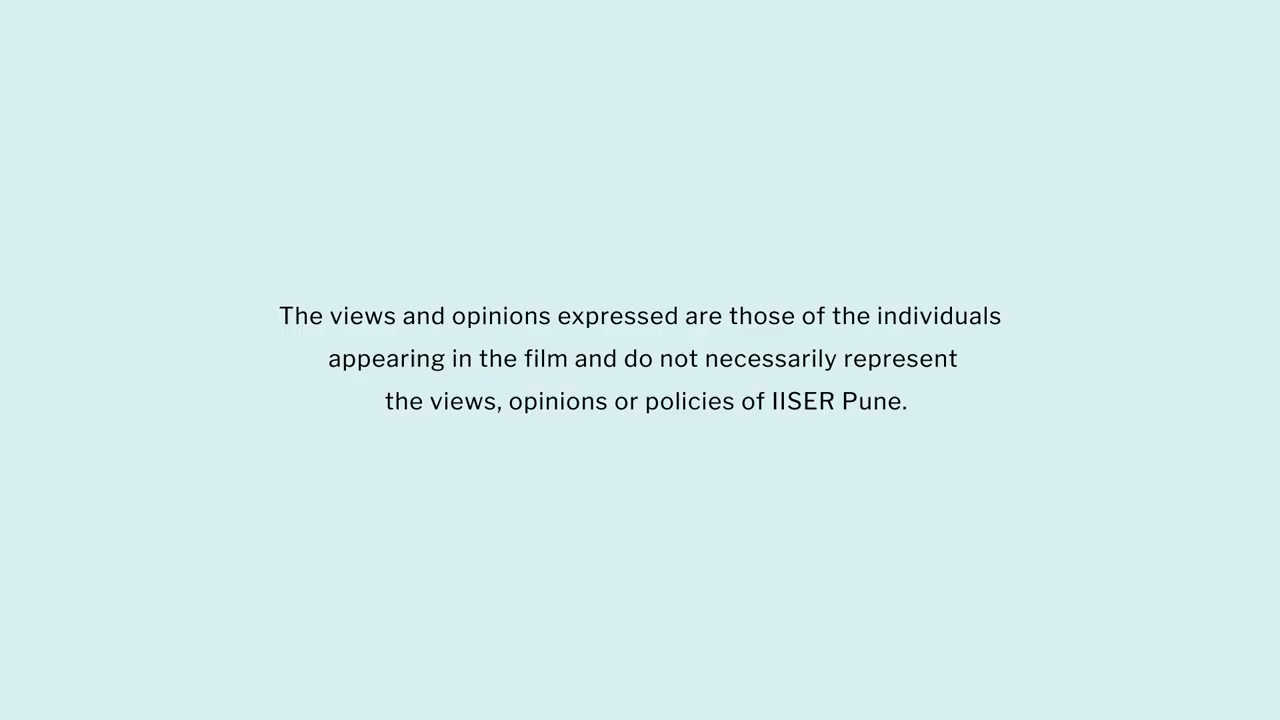 The views and opinions expressed are those of the individuals
appearing in the film and do not necessarily represent
the views, opinions or policies of IISER Pune.